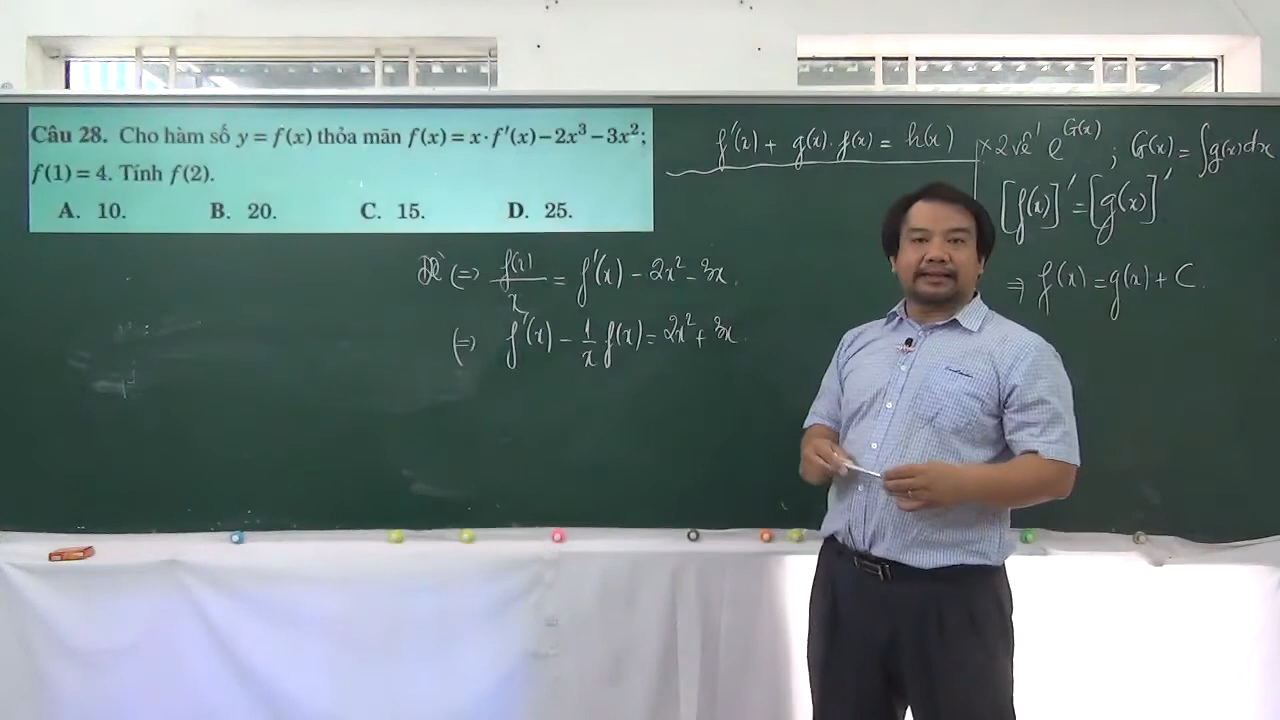 Câu 28. Cho hàm số y = f(x) thỏa mãn f(x) = x·f'(x) − 2x³ − 3x²;
f(1) = 4. Tính f(2).
A. 10. B. 20. C. 15. D. 25.
f'(x) + g(x).f(x) = h(x)
× 2 vế e^{G(x)} ; G(x) = ∫g(x)dx
[f(x)]' = [g(x)]'
⇒ f(x) = g(x) + C.
(=) f(x)/x = f'(x) − 2x² − 3x.
(=) f'(x) − 1/x f(x) = 2x² + 3x.